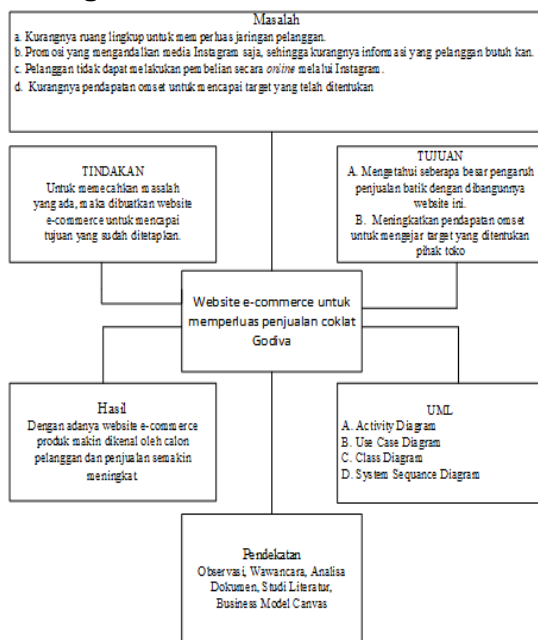 Masalah
a. Kurangnya ruang lingkup untuk memperluas jaringan pelanggan.
b. Promosi yang mengandalkan media Instagram saja, sehingga kurangnya informasi yang pelanggan butuh kan.
c. Pelanggan tidak dapat melakukan pembelian secara online melalui Instagram.
d. Kurangnya pendapatan omset untuk mencapai target yang telah ditentukan
TINDAKAN
Untuk memecahkan masalah
yang ada, maka dibuatkan website
e-commerce untuk mencapai
tujuan yang sudah ditetapkan.
TUJUAN
A. Mengetahui seberapa besar pengaruh
penjualan batik dengan dibangunnya
website ini.
B. Meningkatkan pendapatan omset
untuk mengejar target yang ditentukan
pihak toko
Website e-commerce untuk
memperluas penjualan coklat
Godiva
Hasil
Dengan adanya website e-commerce
produk makin dikenal oleh calon
pelanggan dan penjualan semakin
meningkat
UML
A. Activity Diagram
B. Use Case Diagram
C. Class Diagram
D. System Sequance Diagram
Pendekatan
Observasi, Wawancara, Analisa
Dokumen, Studi Literatur,
Business Model Canvas